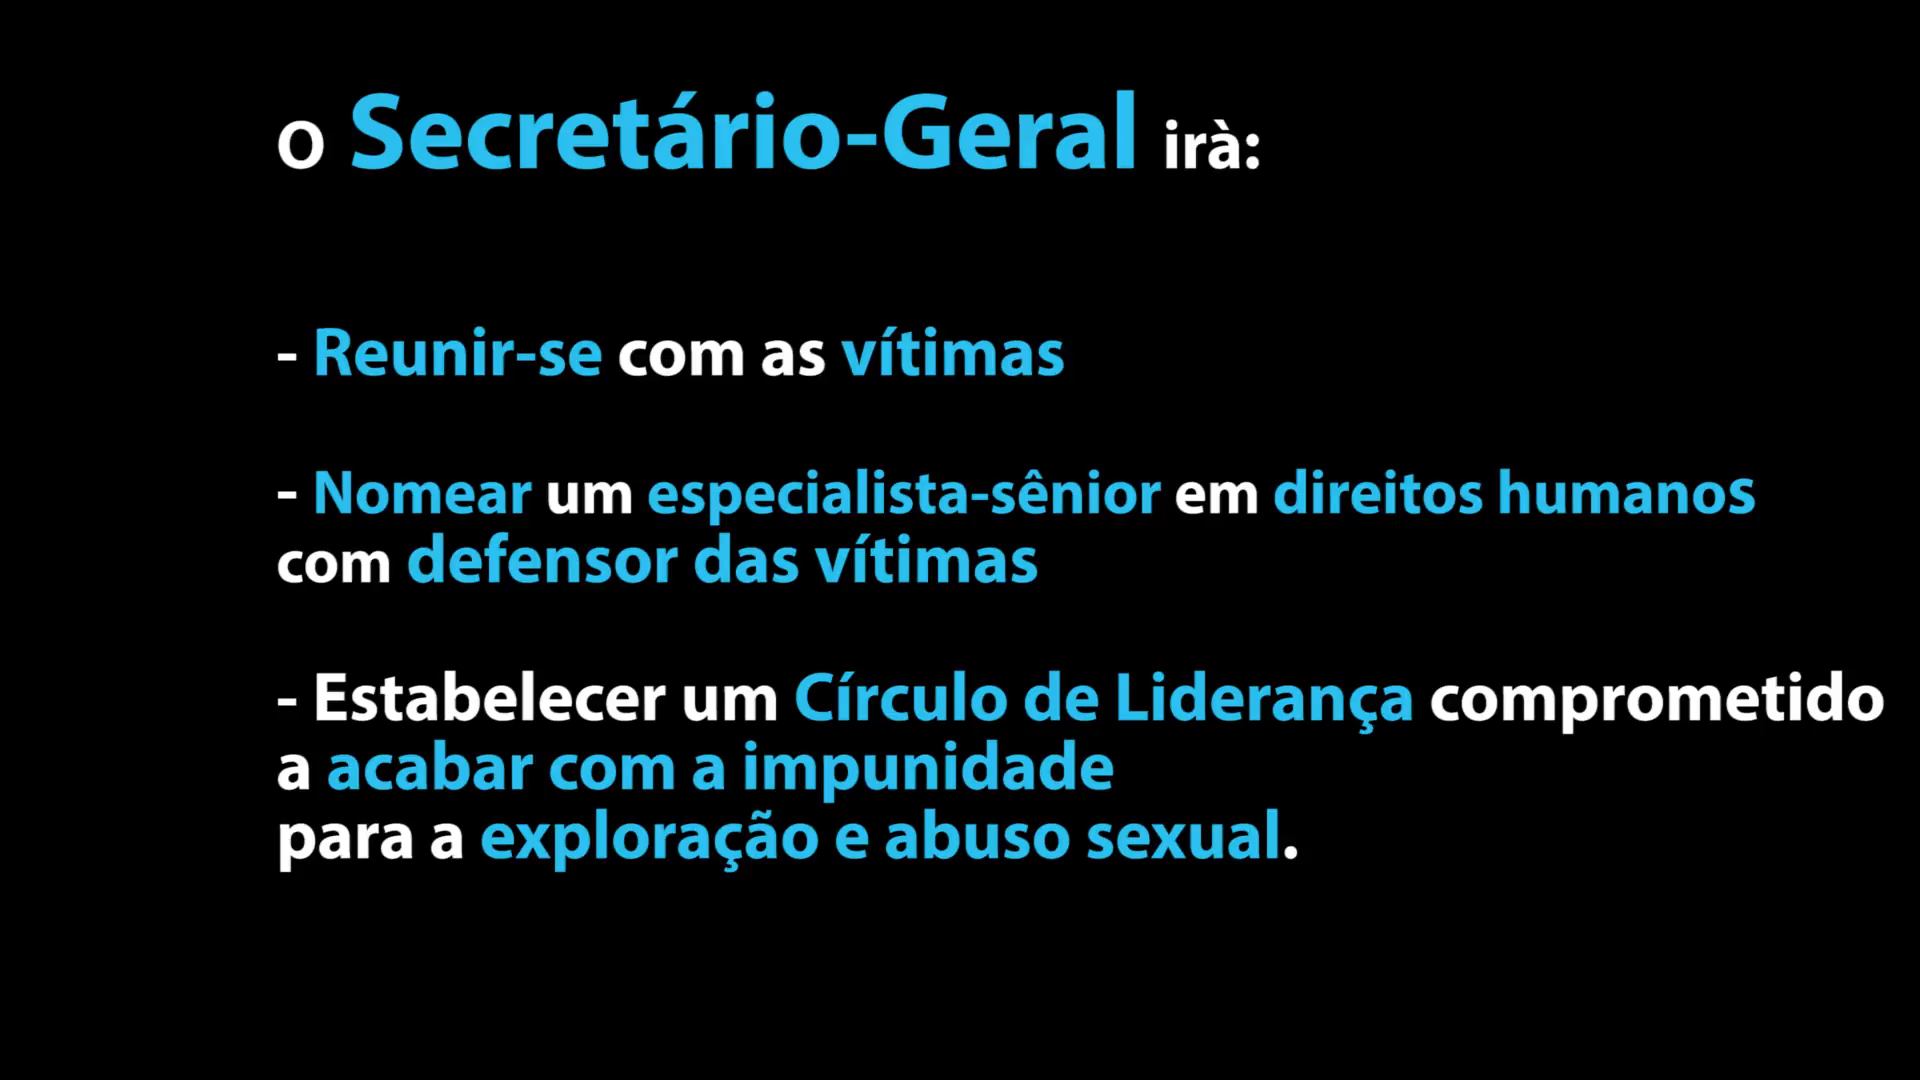 o Secretário-Geral irà:
- Reunir-se com as vítimas
- Nomear um especialista-sênior em direitos humanos
com defensor das vítimas
- Estabelecer um Círculo de Liderança comprometido
a acabar com a impunidade
para a exploração e abuso sexual.